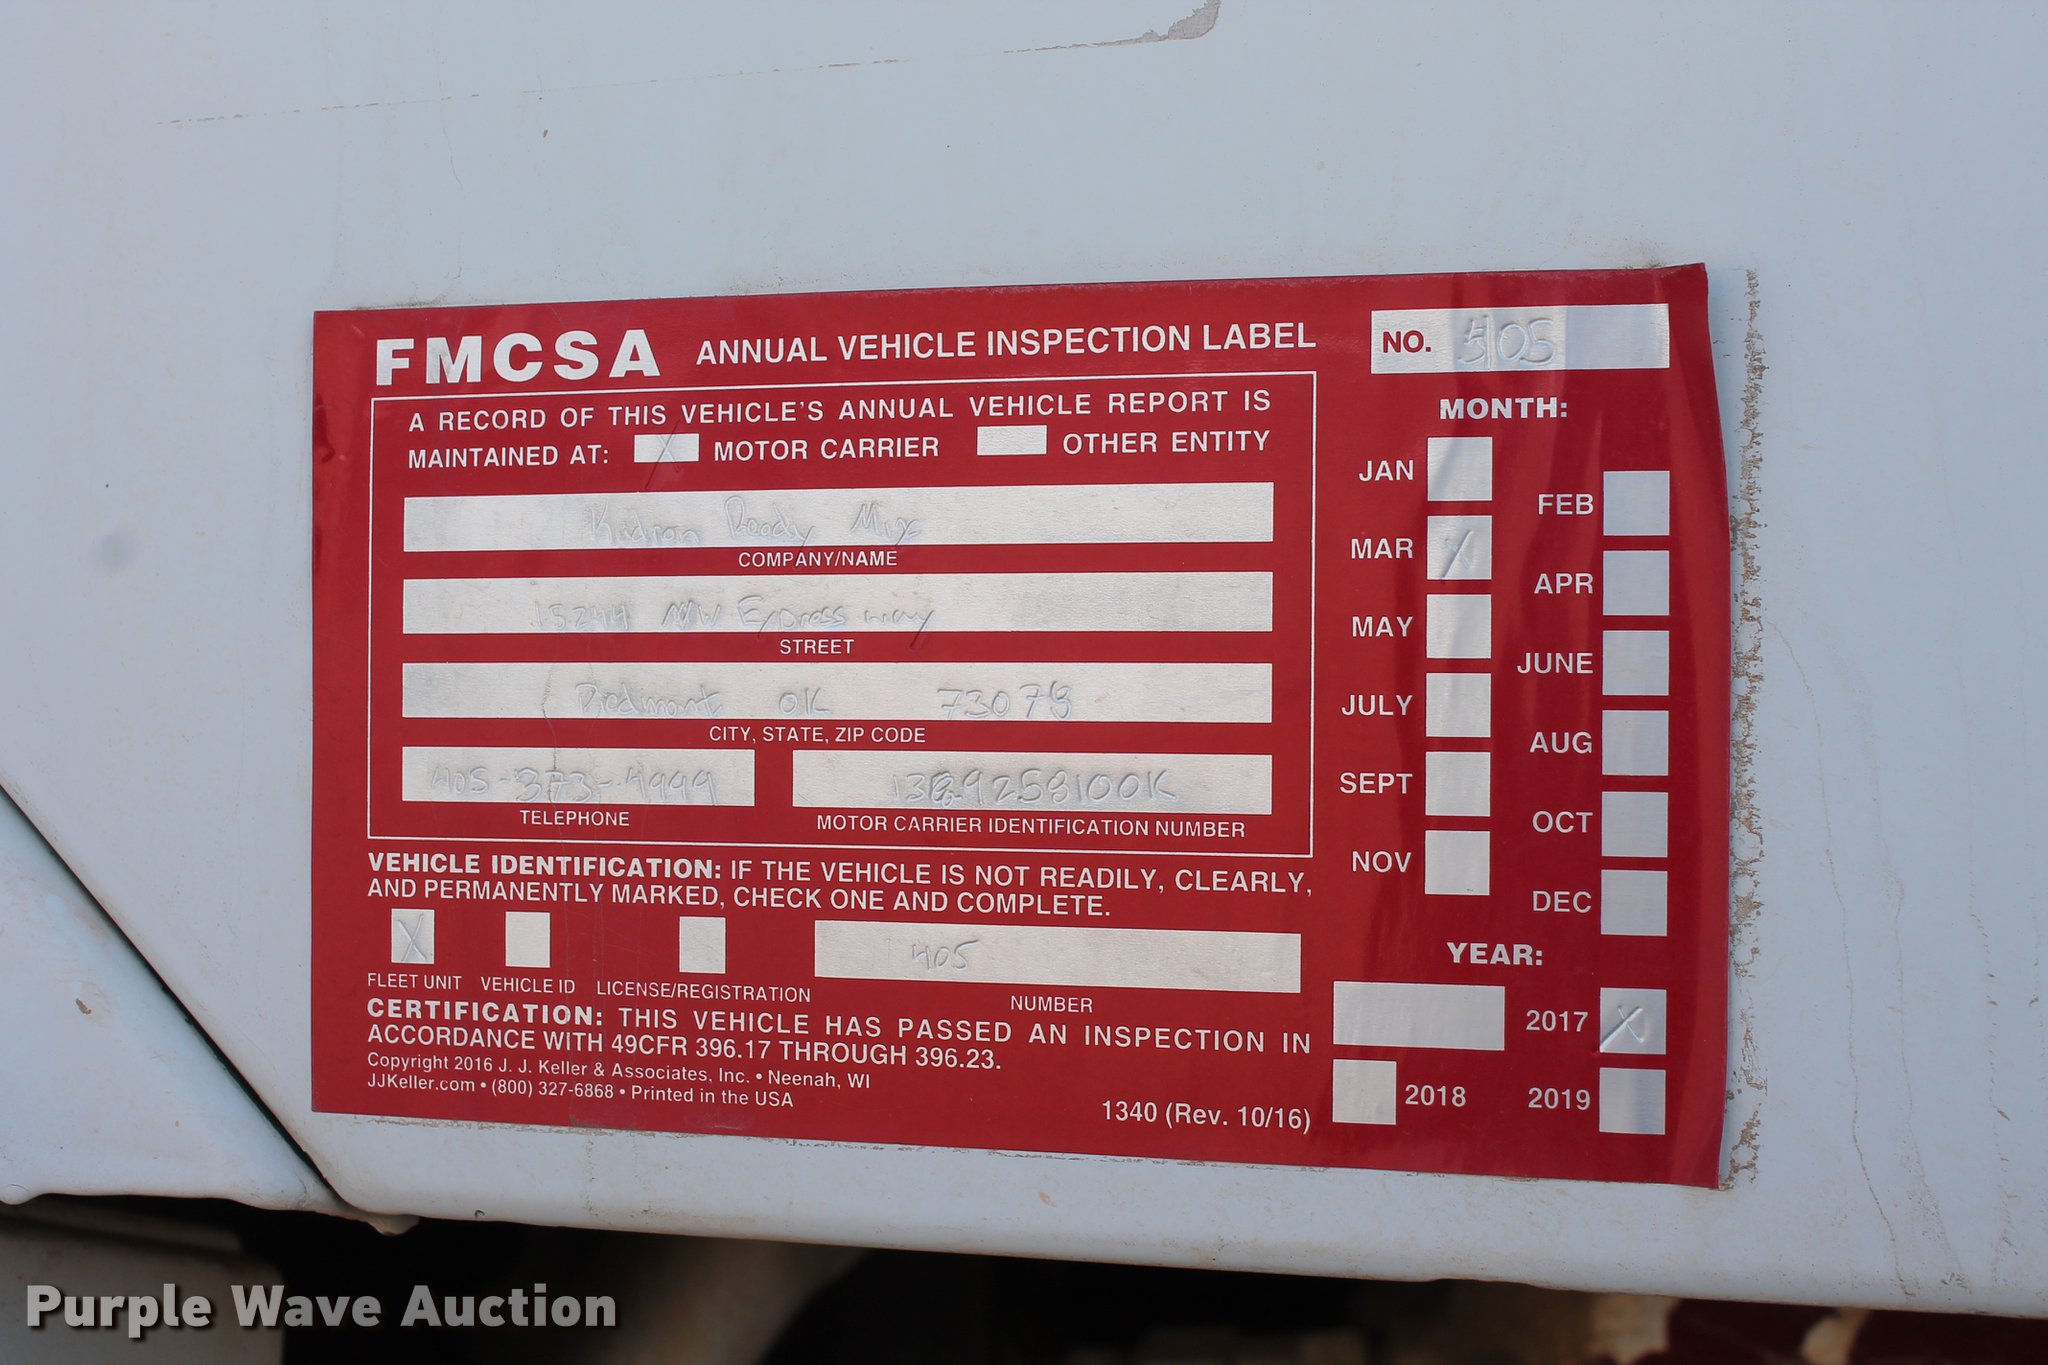 FMCSA ANNUAL VEHICLE INSPECTION LABEL
NO. 405
A RECORD OF THIS VEHICLE'S ANNUAL VEHICLE REPORT IS
MAINTAINED AT: X MOTOR CARRIER OTHER ENTITY
Ready Mix
COMPANY/NAME
15244 NW Expressway
STREET
Piedmont OK 73078
CITY, STATE, ZIP CODE
405-373-4999
TELEPHONE
MOTOR CARRIER IDENTIFICATION NUMBER
VEHICLE IDENTIFICATION: IF THE VEHICLE IS NOT READILY, CLEARLY,
AND PERMANENTLY MARKED, CHECK ONE AND COMPLETE.
X 405
FLEET UNIT VEHICLE ID LICENSE/REGISTRATION NUMBER
CERTIFICATION: THIS VEHICLE HAS PASSED AN INSPECTION IN
ACCORDANCE WITH 49CFR 396.17 THROUGH 396.23.
Copyright 2016 J. J. Keller & Associates, Inc. • Neenah, WI
JJKeller.com • (800) 327-6868 • Printed in the USA
1340 (Rev. 10/16)
MONTH:
JAN
FEB
MAR X
APR
MAY
JUNE
JULY
AUG
SEPT
OCT
NOV
DEC
YEAR:
2017 X
2018
2019
Purple Wave Auction